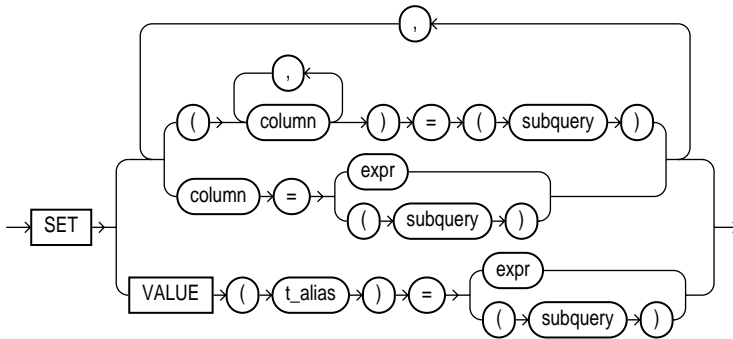 ,
,
( column ) = ( subquery )
expr
column = ( subquery )
SET
VALUE ( t_alias ) = expr
( subquery )